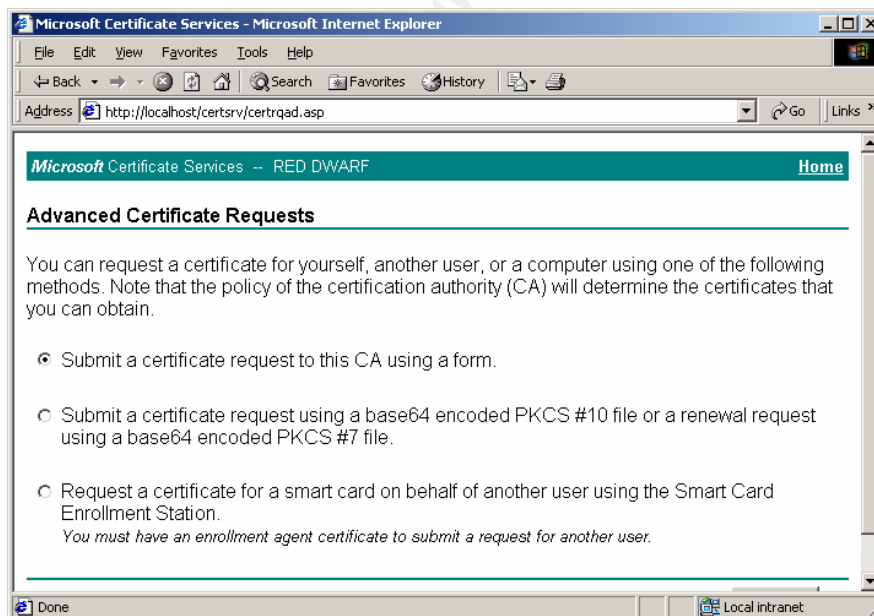 Microsoft Certificate Services - Microsoft Internet Explorer
File Edit View Favorites Tools Help
Back Search Favorites History
Address http://localhost/certsrv/certrqad.asp Go Links »
Microsoft Certificate Services -- RED DWARF Home
Advanced Certificate Requests
You can request a certificate for yourself, another user, or a computer using one of the following
methods. Note that the policy of the certification authority (CA) will determine the certificates that
you can obtain.
Submit a certificate request to this CA using a form.
Submit a certificate request using a base64 encoded PKCS #10 file or a renewal request
using a base64 encoded PKCS #7 file.
Request a certificate for a smart card on behalf of another user using the Smart Card
Enrollment Station.
You must have an enrollment agent certificate to submit a request for another user.
Done Local intranet